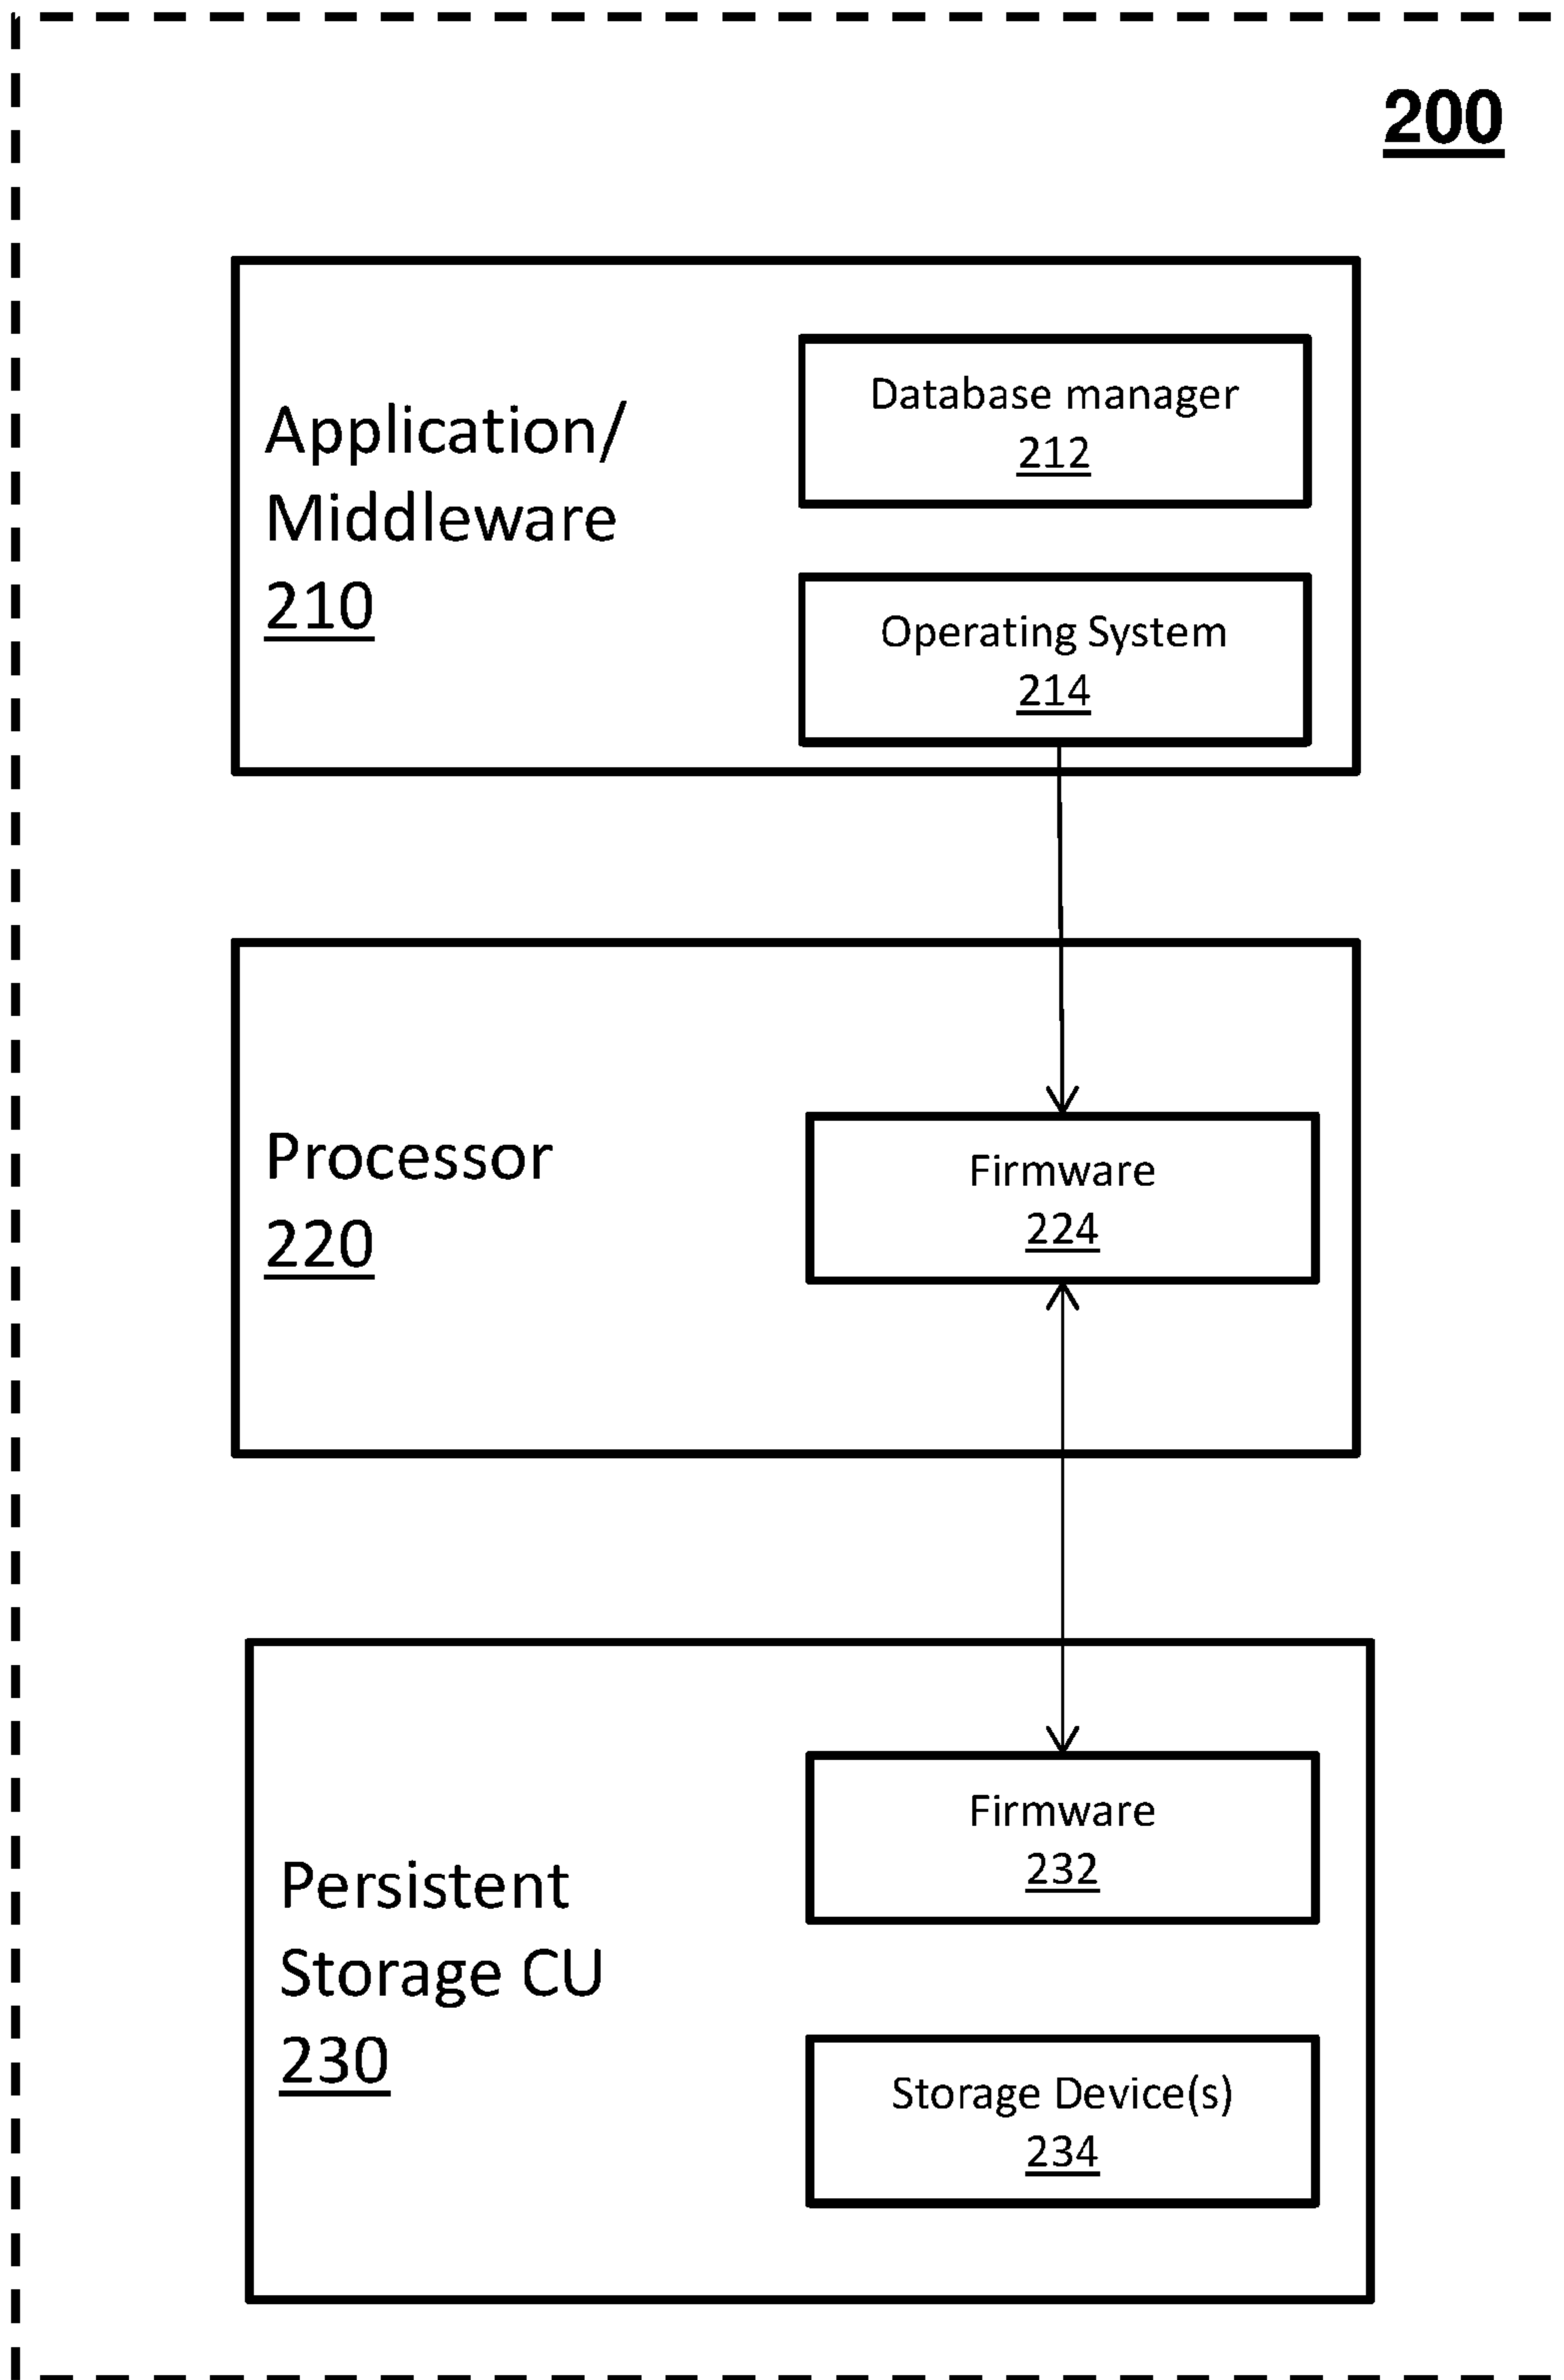 200
Application/
Middleware
210
Database manager
212
Operating System
214
Processor
220
Firmware
224
Persistent
Storage CU
230
Firmware
232
Storage Device(s)
234